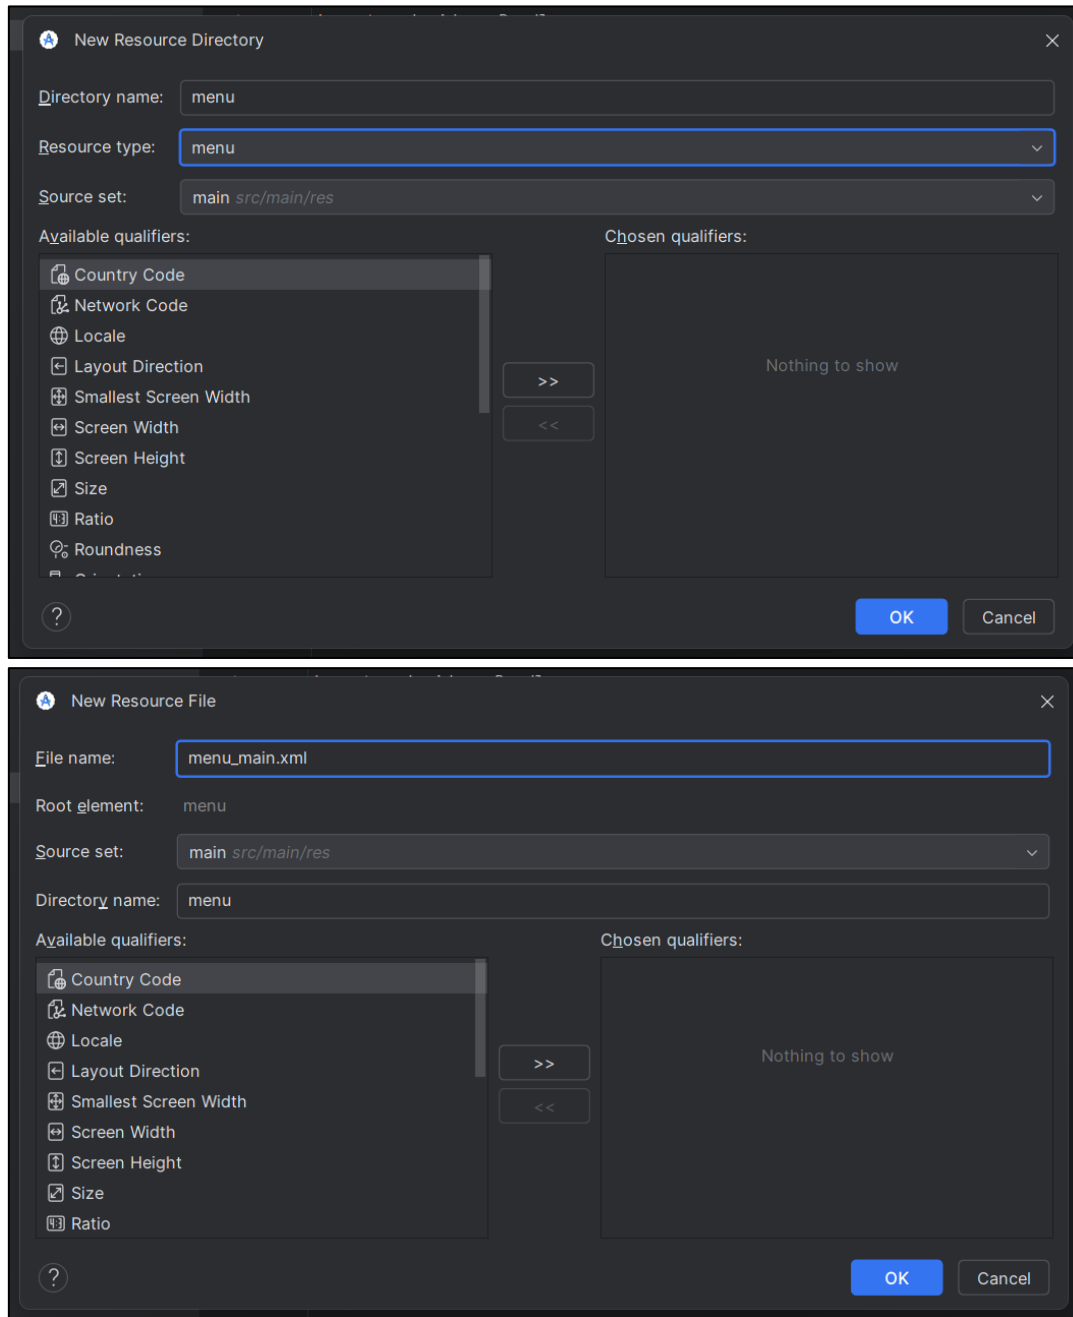 New Resource Directory
Directory name: menu
Resource type: menu
Source set: main src/main/res
Available qualifiers: Chosen qualifiers:
Country Code
Network Code
Locale
Layout Direction
Nothing to show
>>
Smallest Screen Width
Screen Width
<<
Screen Height
Size
Ratio
Roundness
? OK Cancel
New Resource File
File name: menu_main.xml
Root element: menu
Source set: main src/main/res
Directory name: menu
Available qualifiers: Chosen qualifiers:
Country Code
Network Code
Locale
Nothing to show
>>
Layout Direction
Smallest Screen Width
<<
Screen Width
Screen Height
Size
Ratio
? OK Cancel